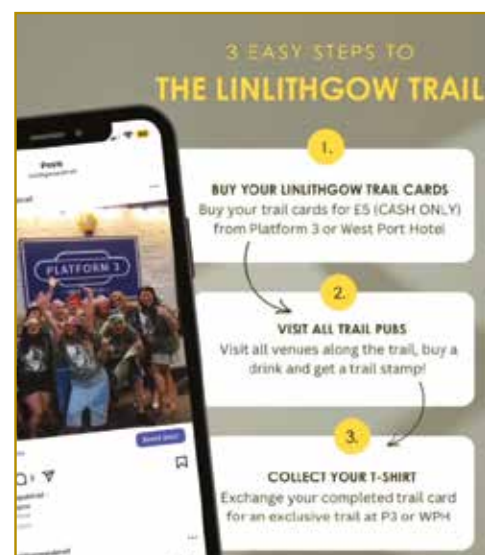 3 EASY STEPS TO
THE LINLITHGOW TRAIL
1.
BUY YOUR LINLITHGOW TRAIL CARDS
Buy your trail cards for £5 (CASH ONLY)
from Platform 3 or West Port Hotel
2.
VISIT ALL TRAIL PUBS
Visit all venues along the trail, buy a
drink and get a trail stamp!
3.
COLLECT YOUR T-SHIRT
Exchange your completed trail card
for an exclusive trail at P3 or WPH
Posts
PLATFORM 3
Boost post